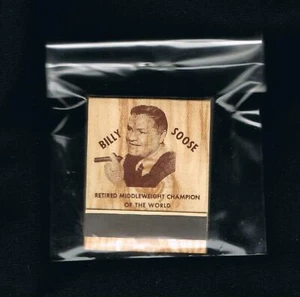 BILLY SOOSE
RETIRED MIDDLEWEIGHT CHAMPION
OF THE WORLD